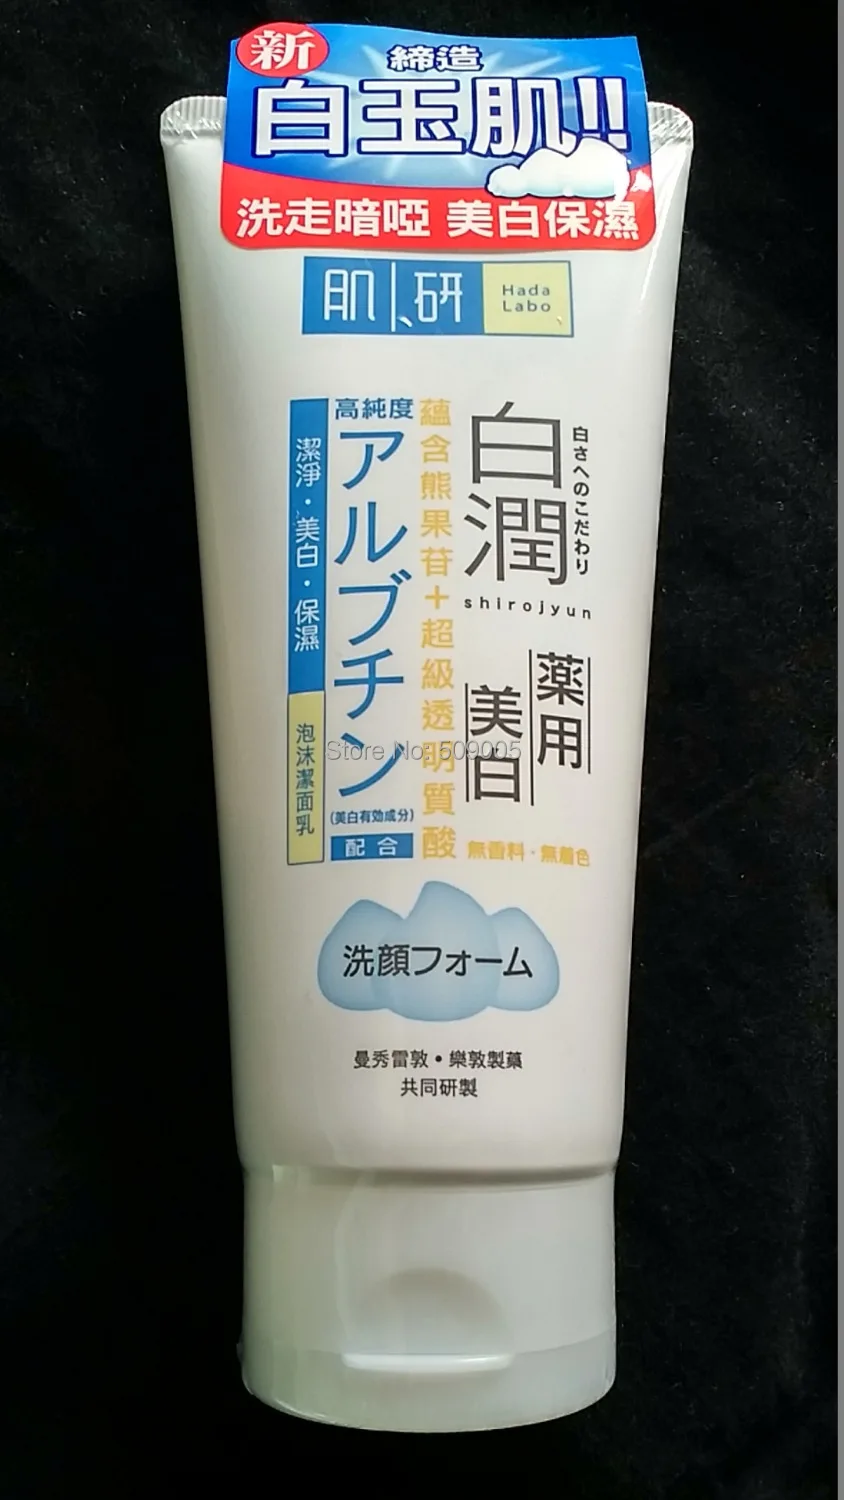 新
締造
白玉肌!!
洗走暗啞 美白保濕
肌研
Hada
Labo
白さへのこだわり
白潤
shirojyun
薬用
美白
無香料・無着色
蘊含熊果苷+超級透明質酸
高純度
アルブチン
(美白有効成分)
配合
潔淨・美白・保濕
泡沫潔面乳
Store No: 509005
洗顔フォーム
曼秀雷敦・樂敦製薬
共同研製